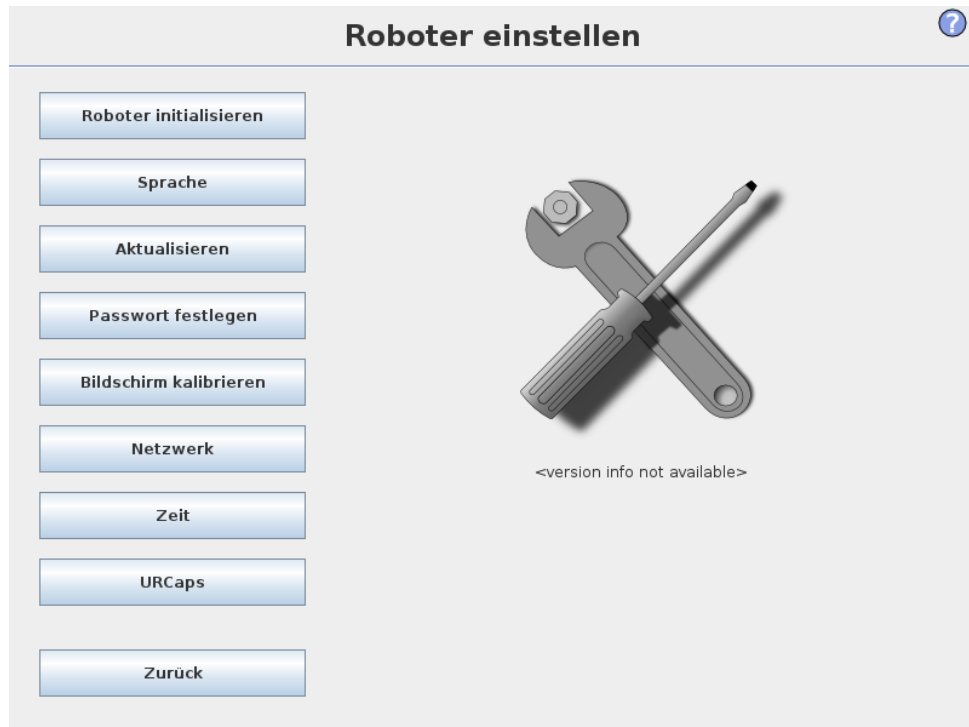 Roboter einstellen
?
Roboter initialisieren
Sprache
Aktualisieren
Passwort festlegen
Bildschirm kalibrieren
Netzwerk
<version info not available>
Zeit
URCaps
Zurück